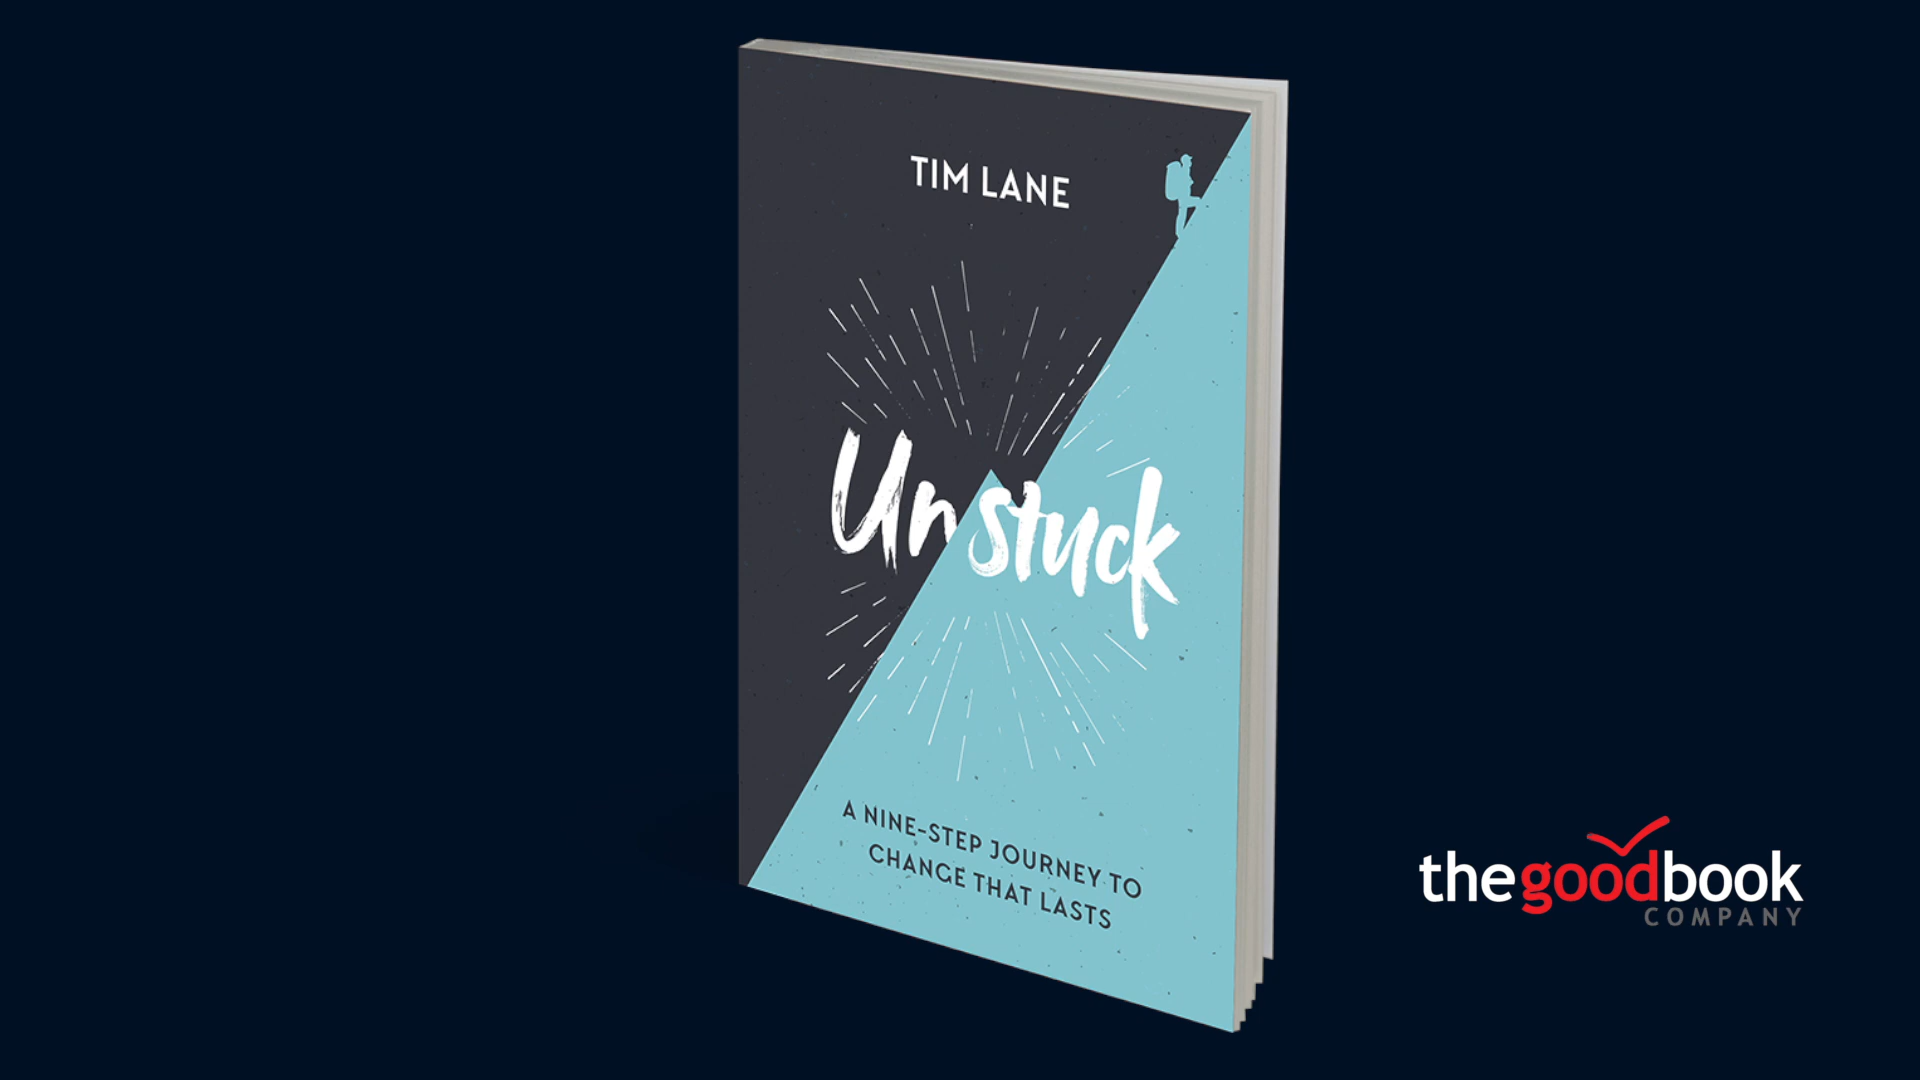 TIM LANE
Unstuck
A NINE-STEP JOURNEY TO
CHANGE THAT LASTS
thegoodbook
COMPANY